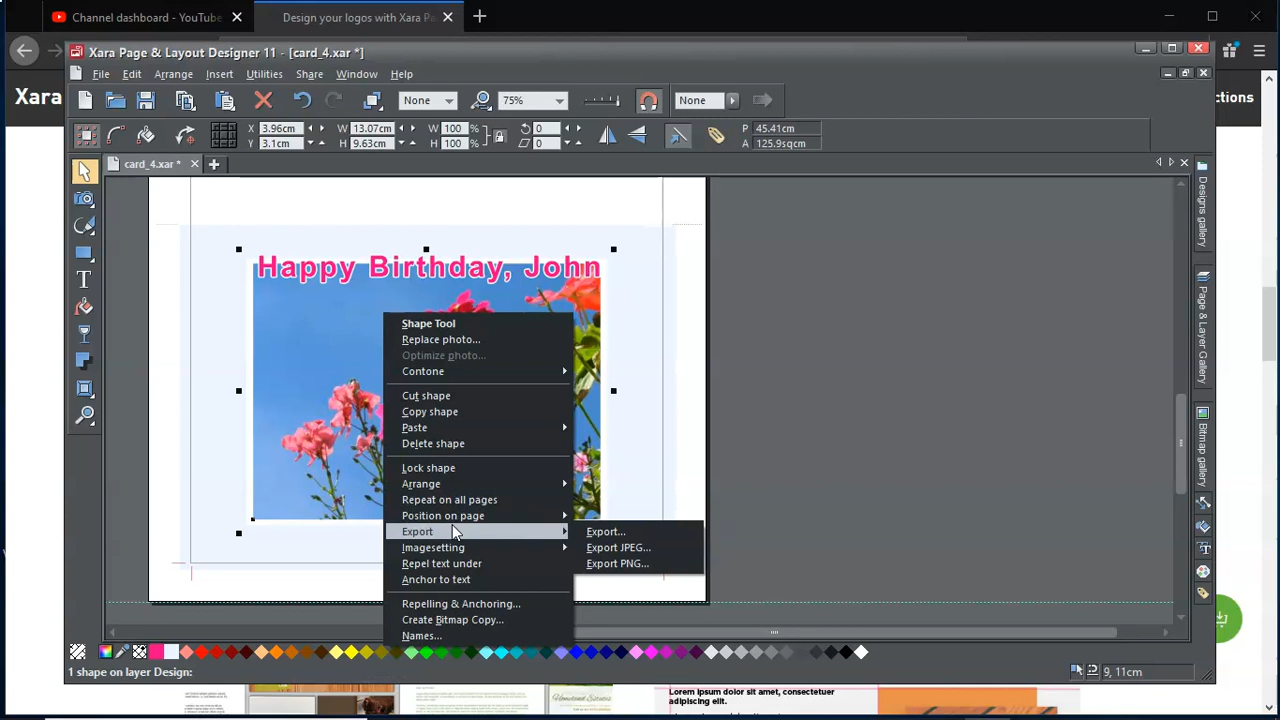 Channel dashboard - YouTube
Design your logos with Xara Pa
Xara Page & Layout Designer 11 - [card_4.xar *]
Xara
ctions
File Edit Arrange Insert Utilities Share Window Help
None 75% None
X 3.96cm W 13.07cm W 100 % 0 P 45.41cm
Y 3.1cm H 9.63cm H 100 % 0 A 125.9sqcm
card_4.xar *
Happy Birthday, John
Shape Tool
Replace photo...
Optimize photo...
Contone
Cut shape
Copy shape
Paste
Delete shape
Lock shape
Arrange
Repeat on all pages
Position on page
Export
Export...
Imagesetting
Export JPEG...
Repel text under
Export PNG...
Anchor to text
Repelling & Anchoring...
Create Bitmap Copy...
Names...
Designs gallery
Page & Layout Gallery
Bitmap gallery
1 shape on layer Design:
9, 11cm
Lorem ipsum dolor sit amet, consectetuer
adipiscing elit.